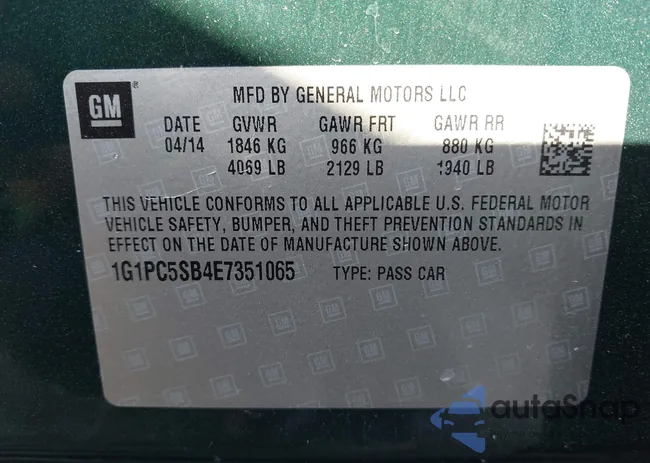 GM
®
MFD BY GENERAL MOTORS LLC
DATE GVWR GAWR FRT GAWR RR
04/14 1846 KG 966 KG 880 KG
4069 LB 2129 LB 1940 LB
THIS VEHICLE CONFORMS TO ALL APPLICABLE U.S. FEDERAL MOTOR
VEHICLE SAFETY, BUMPER, AND THEFT PREVENTION STANDARDS IN
EFFECT ON THE DATE OF MANUFACTURE SHOWN ABOVE.
1G1PC5SB4E7351065 TYPE: PASS CAR
autoSnap